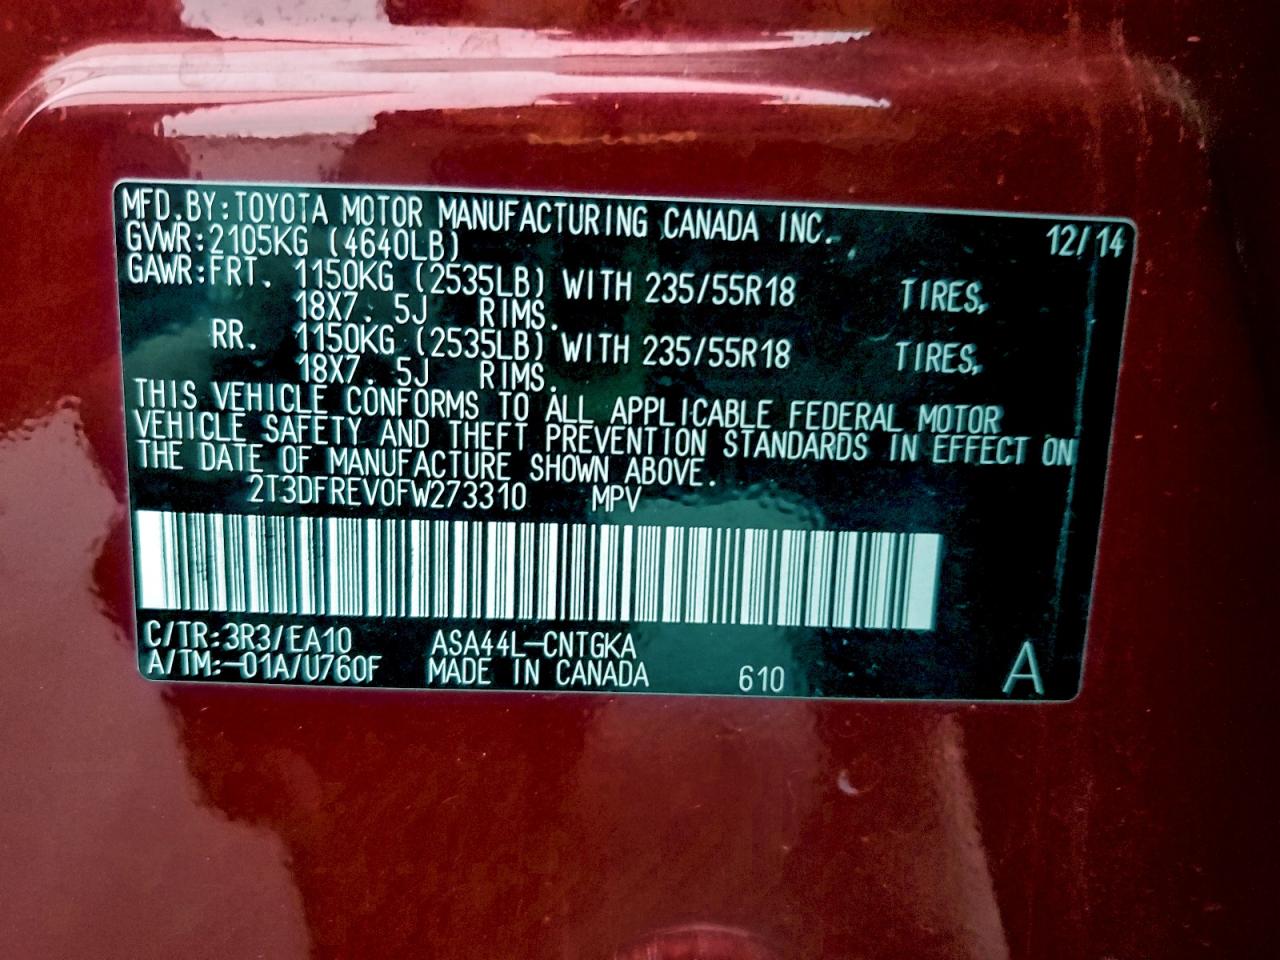 MFD.BY:TOYOTA MOTOR MANUFACTURING CANADA INC. 12/14
GVWR:2105KG (4640LB)
GAWR:FRT. 1150KG (2535LB) WITH 235/55R18 TIRES,
18X7.5J RIMS.
RR. 1150KG (2535LB) WITH 235/55R18 TIRES,
18X7.5J RIMS.
THIS VEHICLE CONFORMS TO ALL APPLICABLE FEDERAL MOTOR
VEHICLE SAFETY AND THEFT PREVENTION STANDARDS IN EFFECT ON
THE DATE OF MANUFACTURE SHOWN ABOVE.
2T3DFREV0FW273310 MPV
C/TR:3R3/EA10 ASA44L-CNTGKA
A/TM:-01A/U760F MADE IN CANADA 610 A